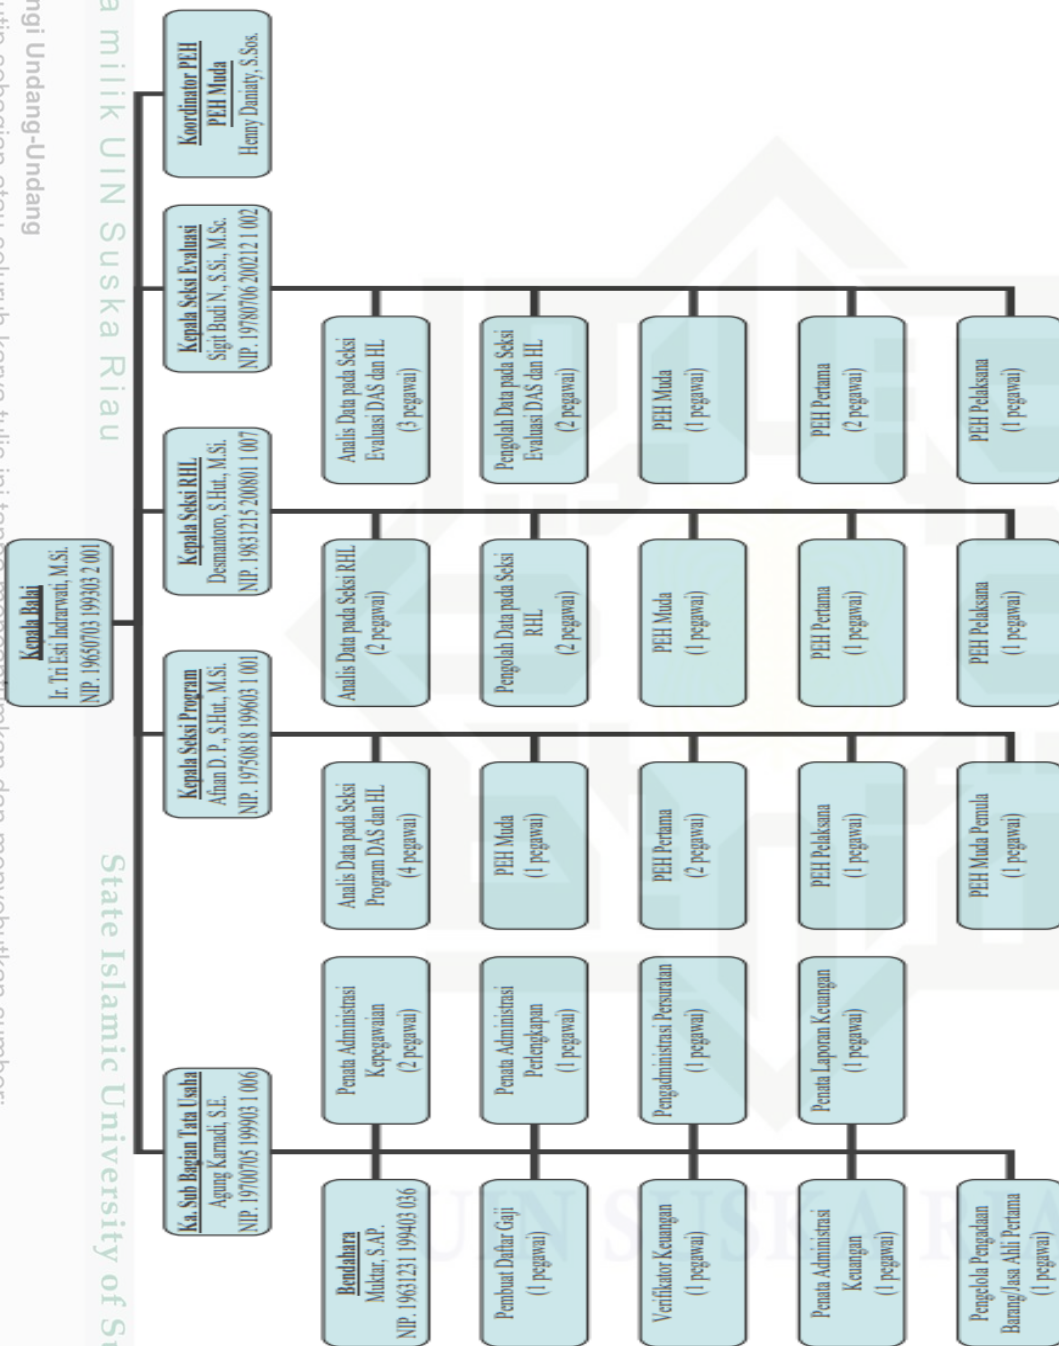 Kepala Balai
Ir. Tri Esti Indrarwati, M.Si.
NIP. 19650703 199303 2 001
Ka. Sub Bagian Tata Usaha
Agung Karnadi, S.E.
NIP. 19700705 199903 1 006
Kepala Seksi Program
Afnan D. P., S.Hut., M.Si.
NIP. 19750818 199603 1 001
Kepala Seksi RHL
Desmantoro, S.Hut., M.Si.
NIP. 19831215 200801 1 007
Kepala Seksi Evaluasi
Sigit Budi N., S.Si., M.Sc.
NIP. 19780706 200212 1 002
Koordinator PEH
PEH Muda
Henny Daniaty, S.Sos.
Bendahara
Muktar, S.AP.
NIP. 19631231 199403 036
Penata Administrasi
Kepegawaian
(2 pegawai)
Pembuat Daftar Gaji
(1 pegawai)
Penata Administrasi
Perlengkapan
(1 pegawai)
Verifikator Keuangan
(1 pegawai)
Pengadministrasi Persuratan
(1 pegawai)
Penata Administrasi
Keuangan
(1 pegawai)
Penata Laporan Keuangan
(1 pegawai)
Pengelola Pengadaan
Barang/Jasa Ahli Pertama
(1 pegawai)
Analis Data pada Seksi
Program DAS dan HL
(4 pegawai)
PEH Muda
(1 pegawai)
PEH Pertama
(2 pegawai)
PEH Pelaksana
(1 pegawai)
PEH Muda Pemula
(1 pegawai)
Analis Data pada Seksi RHL
(2 pegawai)
Pengolah Data pada Seksi
RHL
(2 pegawai)
PEH Muda
(1 pegawai)
PEH Pertama
(1 pegawai)
PEH Pelaksana
(1 pegawai)
Analis Data pada Seksi
Evaluasi DAS dan HL
(3 pegawai)
Pengolah Data pada Seksi
Evaluasi DAS dan HL
(2 pegawai)
PEH Muda
(1 pegawai)
PEH Pertama
(2 pegawai)
PEH Pelaksana
(1 pegawai)
milik UIN Suska Riau
State Islamic University of
Undang-Undang
UIN SUSKA